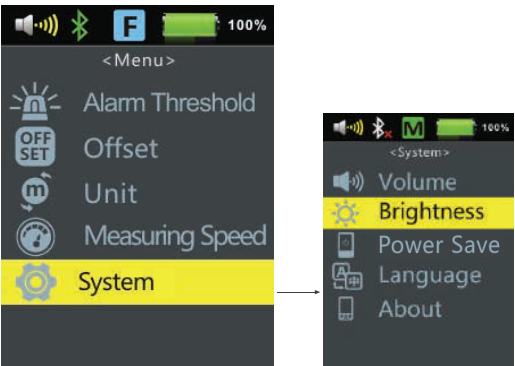 F 100%
<Menu>
Alarm Threshold
OFF SET
Offset
m
Unit
Measuring Speed
System
M 100%
<System>
Volume
Brightness
Power Save
A 中
Language
About